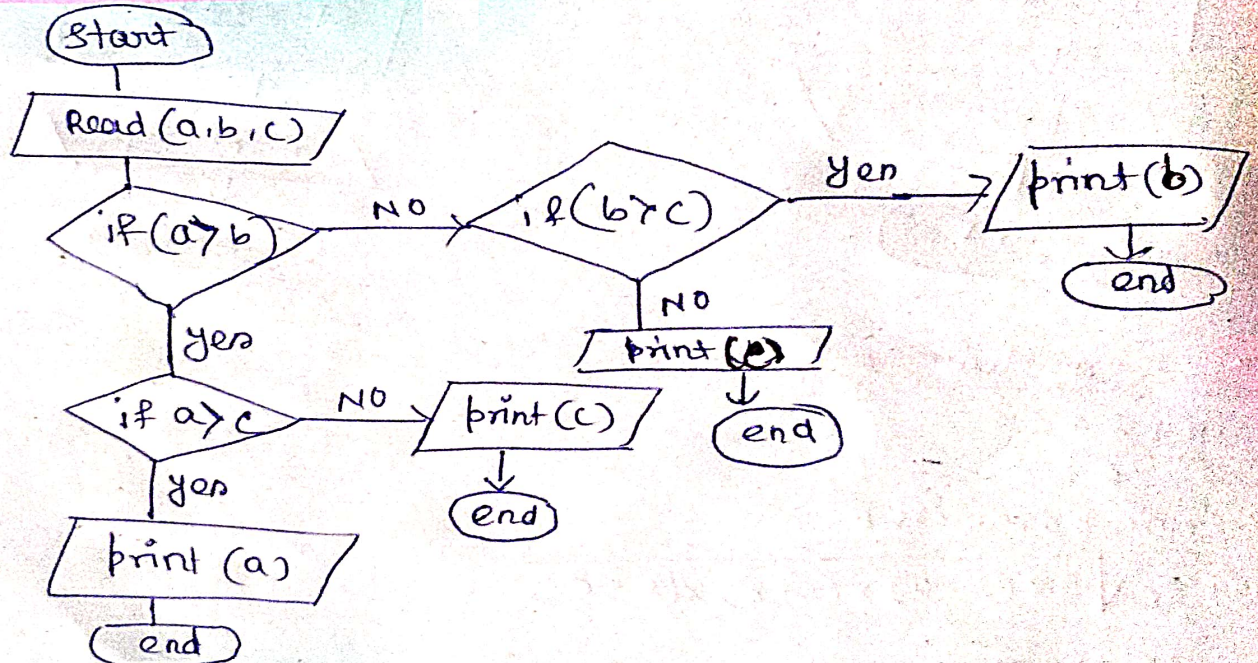 Start
Read (a,b,c)
if (a>b)
NO
if (b>c)
yes
print (b)
end
NO
print (c)
end
yes
if a>c
NO
print (c)
end
yes
print (a)
end